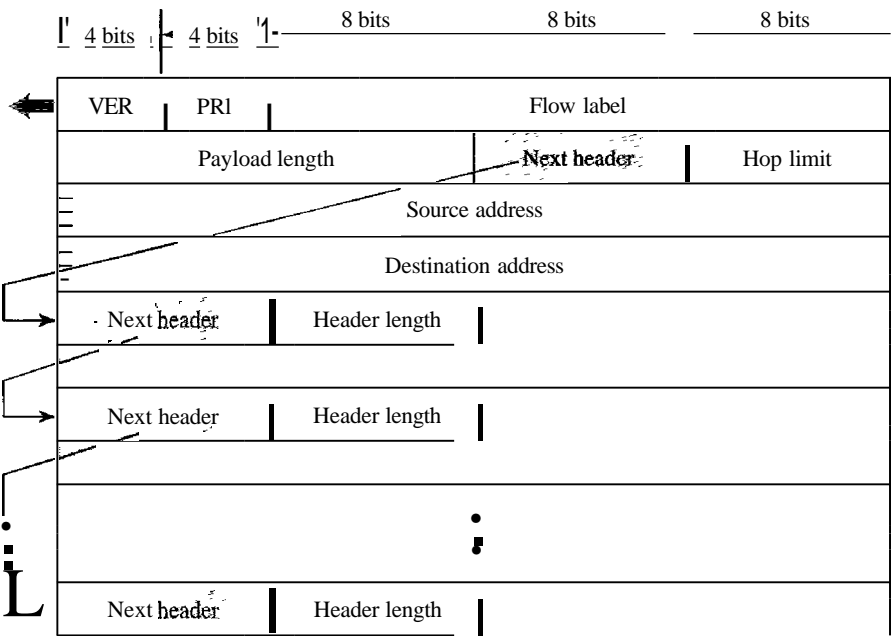 4 bits 4 bits 8 bits 8 bits 8 bits
VER PRI Flow label
Payload length Next header Hop limit
Source address
Destination address
Next header Header length
Next header Header length
Next header Header length